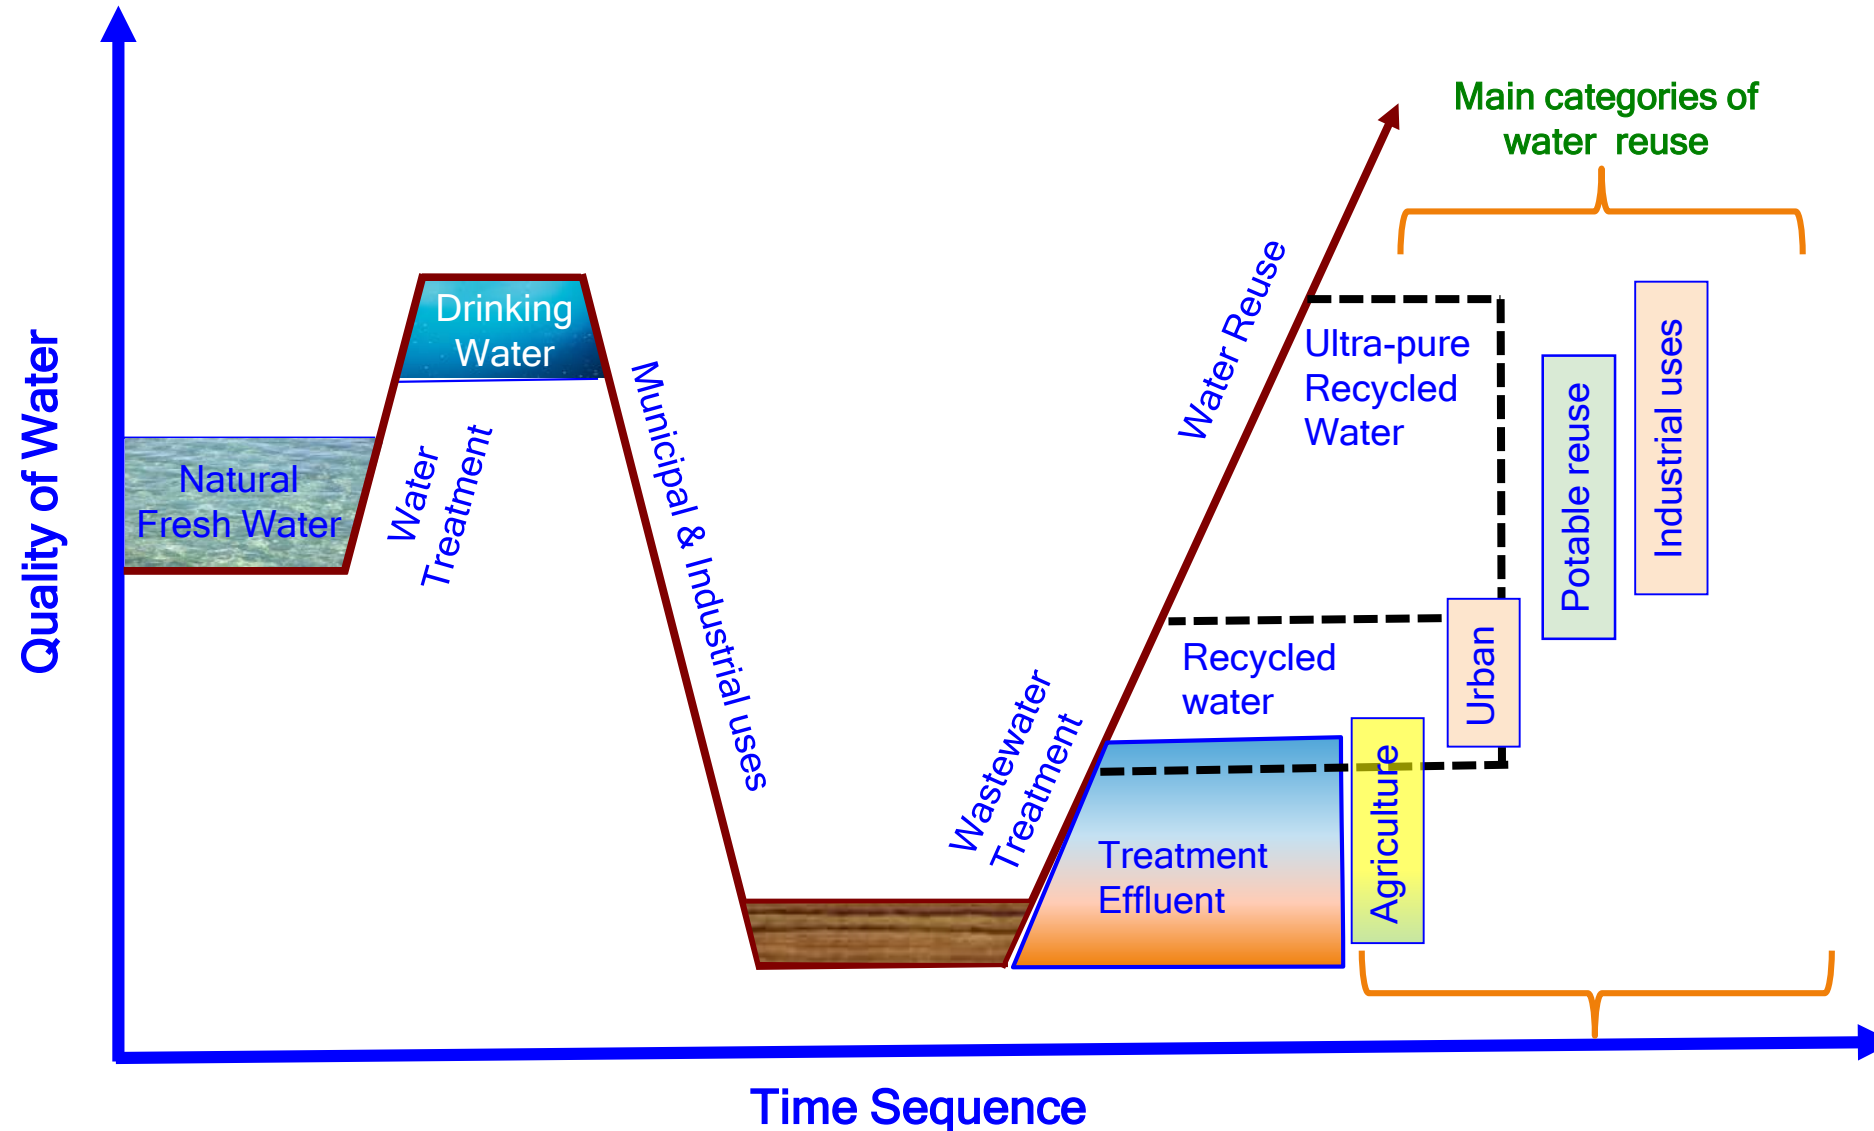 Main categories of
water reuse
Quality of Water
Natural
Fresh Water
Water
Treatment
Drinking
Water
Municipal & Industrial uses
Wastewater
Treatment
Water Reuse
Ultra-pure
Recycled
Water
Recycled
water
Treatment
Effluent
Agriculture
Urban
Potable reuse
Industrial uses
Time Sequence